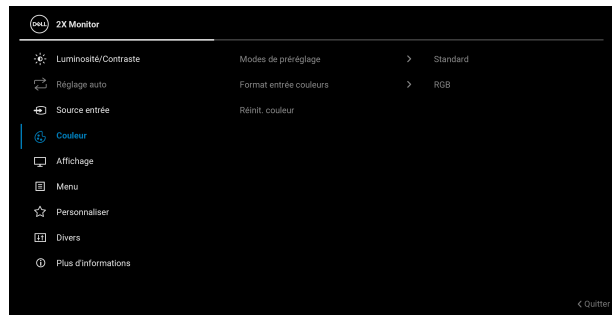 DELL 2X Monitor
Luminosité/Contraste Modes de préréglage Standard
Réglage auto Format entrée couleurs RGB
Source entrée Réinit. couleur
Couleur
Affichage
Menu
Personnaliser
Divers
Plus d'informations
Quitter